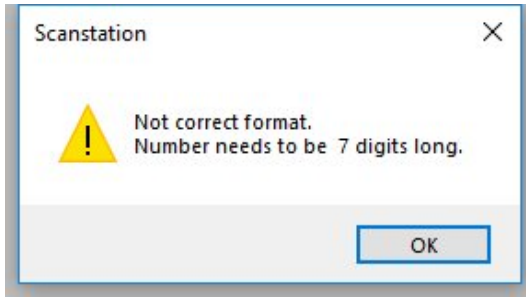 Scanstation
Not correct format.
Number needs to be  7 digits long.
OK